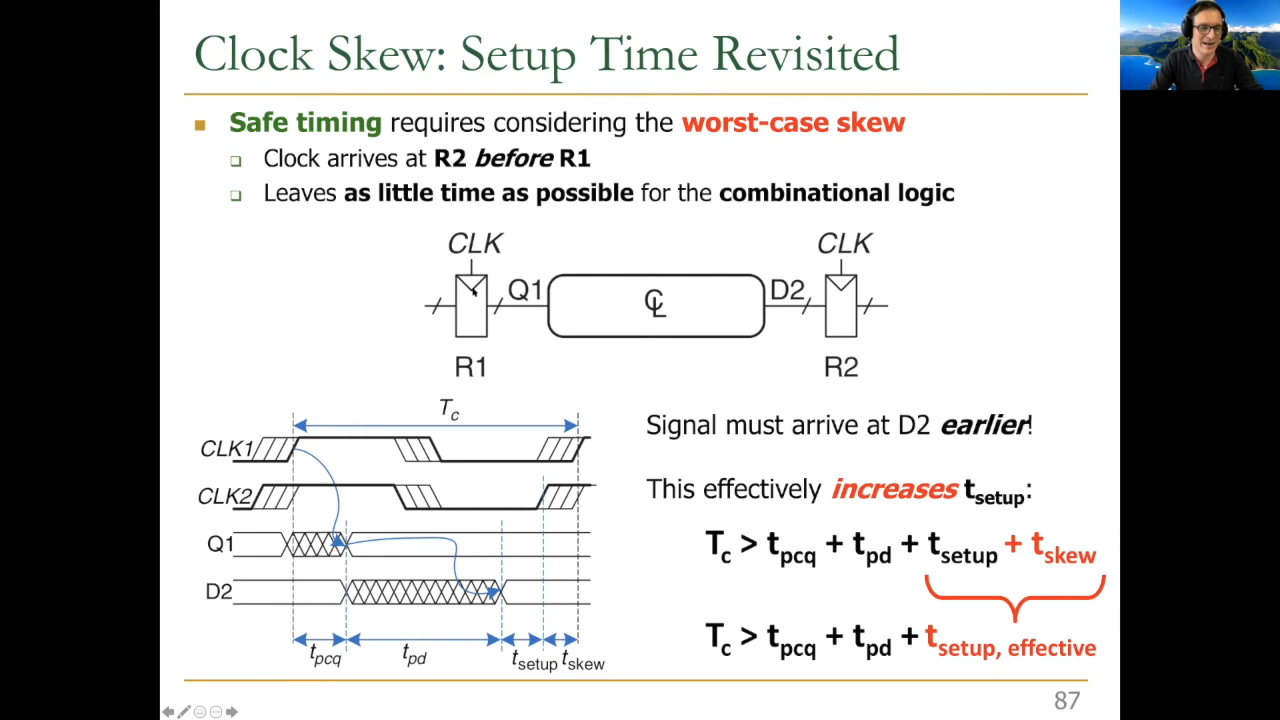 Clock Skew: Setup Time Revisited
Safe timing requires considering the worst-case skew
Clock arrives at R2 before R1
Leaves as little time as possible for the combinational logic
CLK CLK
Q1 CL D2
R1 R2
Tc
CLK1
CLK2
Q1
D2
tpcq tpd tsetup tskew
Signal must arrive at D2 earlier!
This effectively increases tsetup:
Tc > tpcq + tpd + tsetup + tskew
Tc > tpcq + tpd + tsetup, effective
87